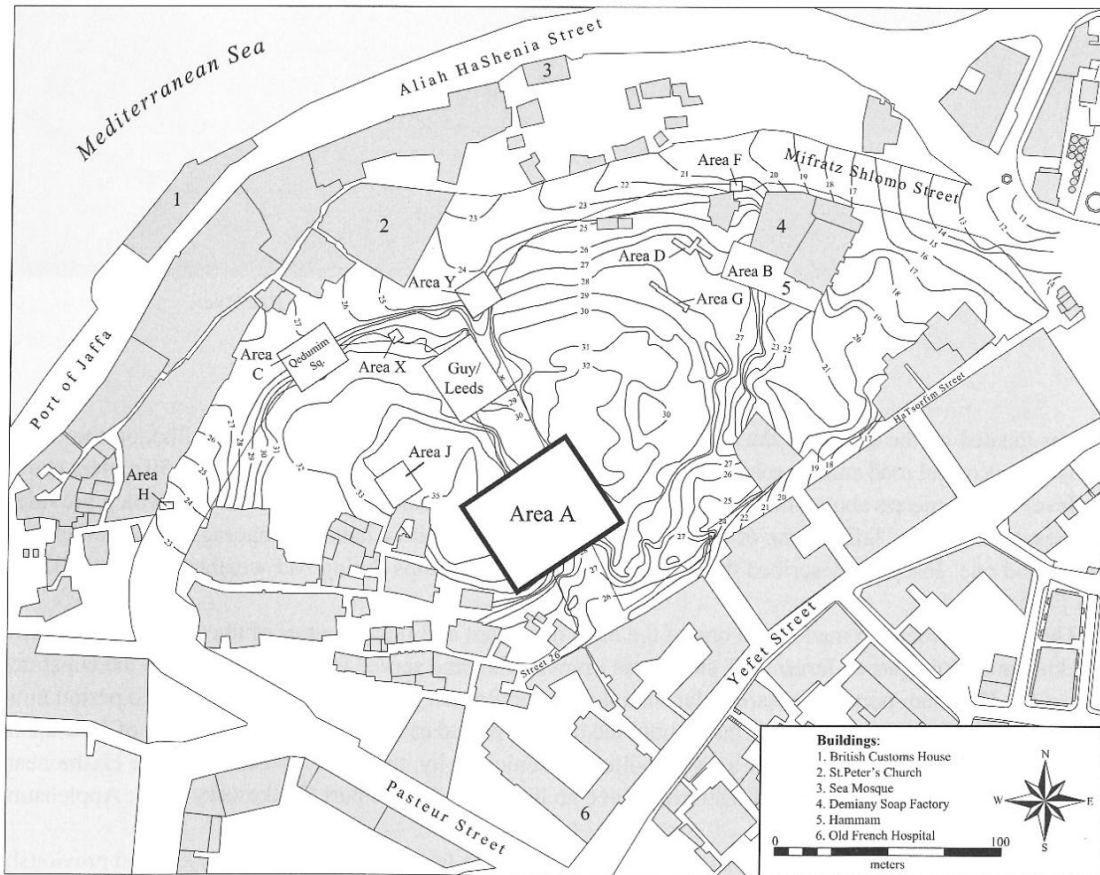 Mediterranean Sea
Aliah HaShenia Street
3
1
2
Area F
Mifratz Shlomo Street
4
Area D
Area B
5
Area G
Area Y
Area C
Qedumim Sq.
Area X
Guy/
Leeds
Port of Jaffa
HaTsorfim Street
Area H
Area J
Area A
Street 26
Yefet Street
Pasteur Street
6
Buildings:
1. British Customs House
2. St.Peter's Church
3. Sea Mosque
4. Demiany Soap Factory
5. Hammam
6. Old French Hospital
N
W E
S
0 100
meters